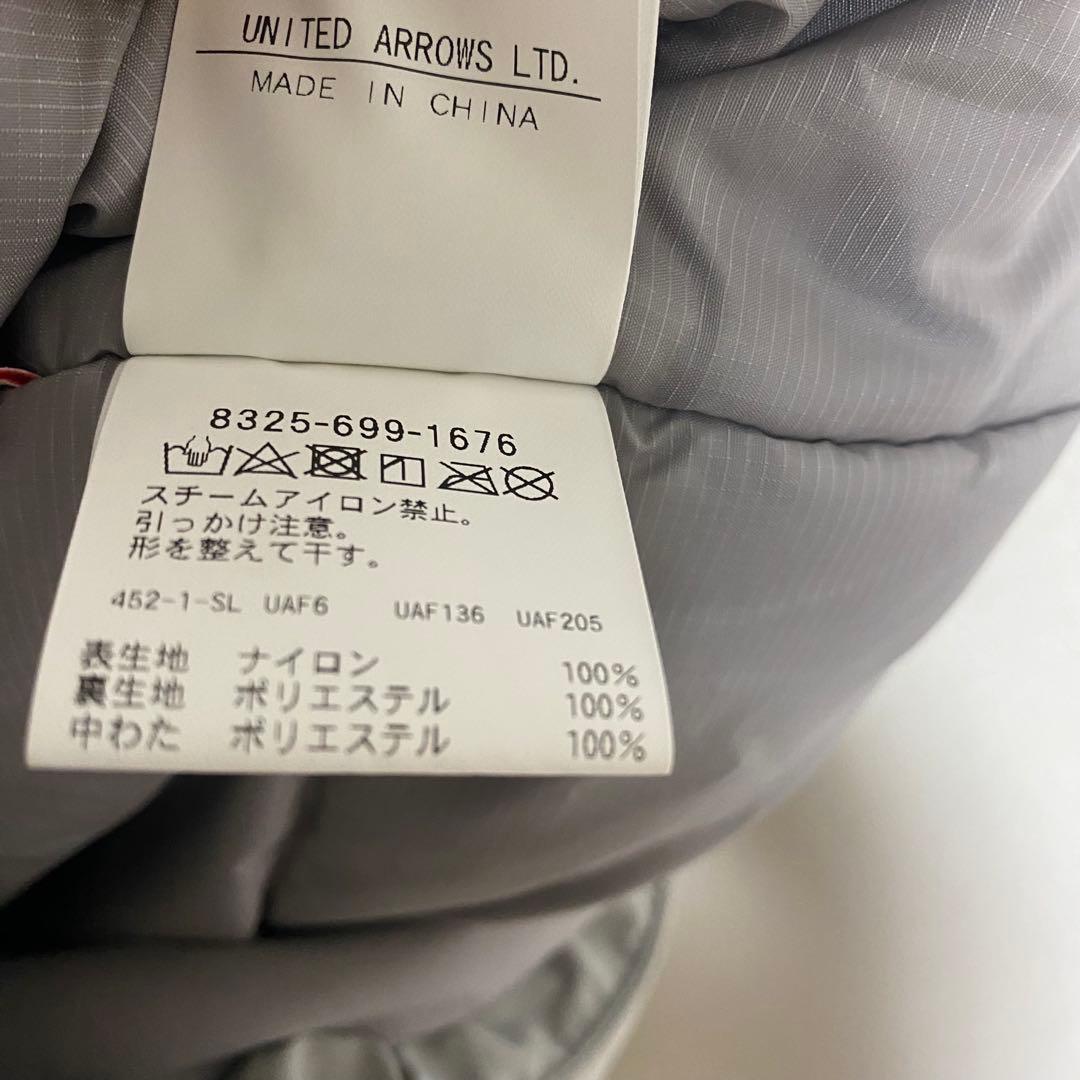 UNITED ARROWS LTD.
MADE IN CHINA
8325-699-1676
スチームアイロン禁止。
引っかけ注意。
形を整えて干す。
452-1-SL UAF6 UAF136 UAF205
表生地 ナイロン 100%
裏生地 ポリエステル 100%
中わた ポリエステル 100%